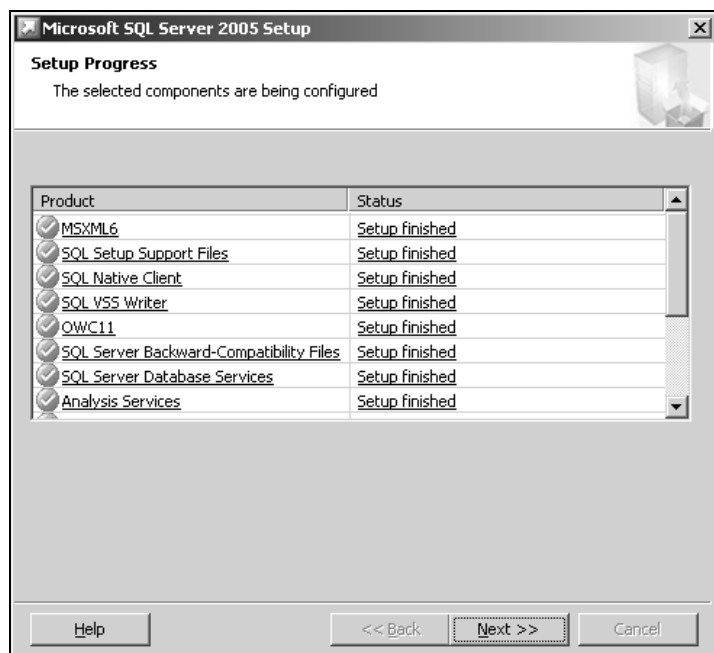 Microsoft SQL Server 2005 Setup
Setup Progress
The selected components are being configured
Product Status
MSXML6 Setup finished
SQL Setup Support Files Setup finished
SQL Native Client Setup finished
SQL VSS Writer Setup finished
OWC11 Setup finished
SQL Server Backward-Compatibility Files Setup finished
SQL Server Database Services Setup finished
Analysis Services Setup finished
Help << Back Next >> Cancel